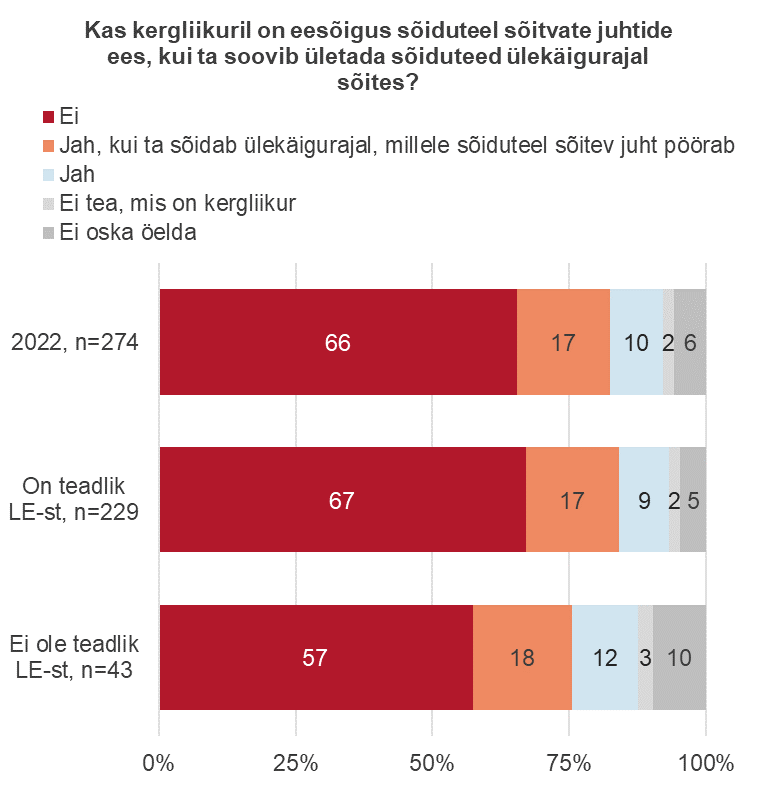 Kas kergliikuril on eesõigus sõiduteel sõitvate juhtide
ees, kui ta soovib ületada sõiduteed ülekäigurajal
sõites?
Ei
Jah, kui ta sõidab ülekäigurajal, millele sõiduteel sõitev juht pöörab
Jah
Ei tea, mis on kergliikur
Ei oska öelda
2022, n=274
66 17 10 2 6
On teadlik
LE-st, n=229
67 17 9 2 5
Ei ole teadlik
LE-st, n=43
57 18 12 3 10
0% 25% 50% 75% 100%